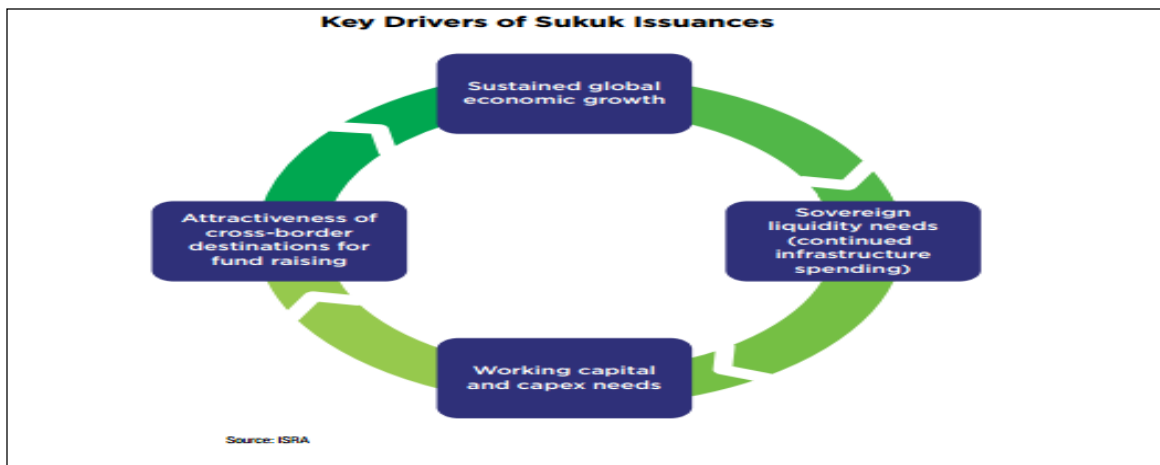 Key Drivers of Sukuk Issuances
Sustained global
economic growth
Sovereign
liquidity needs
(continued
infrastructure
spending)
Working capital
and capex needs
Attractiveness of
cross-border
destinations for
fund raising
Source: ISRA